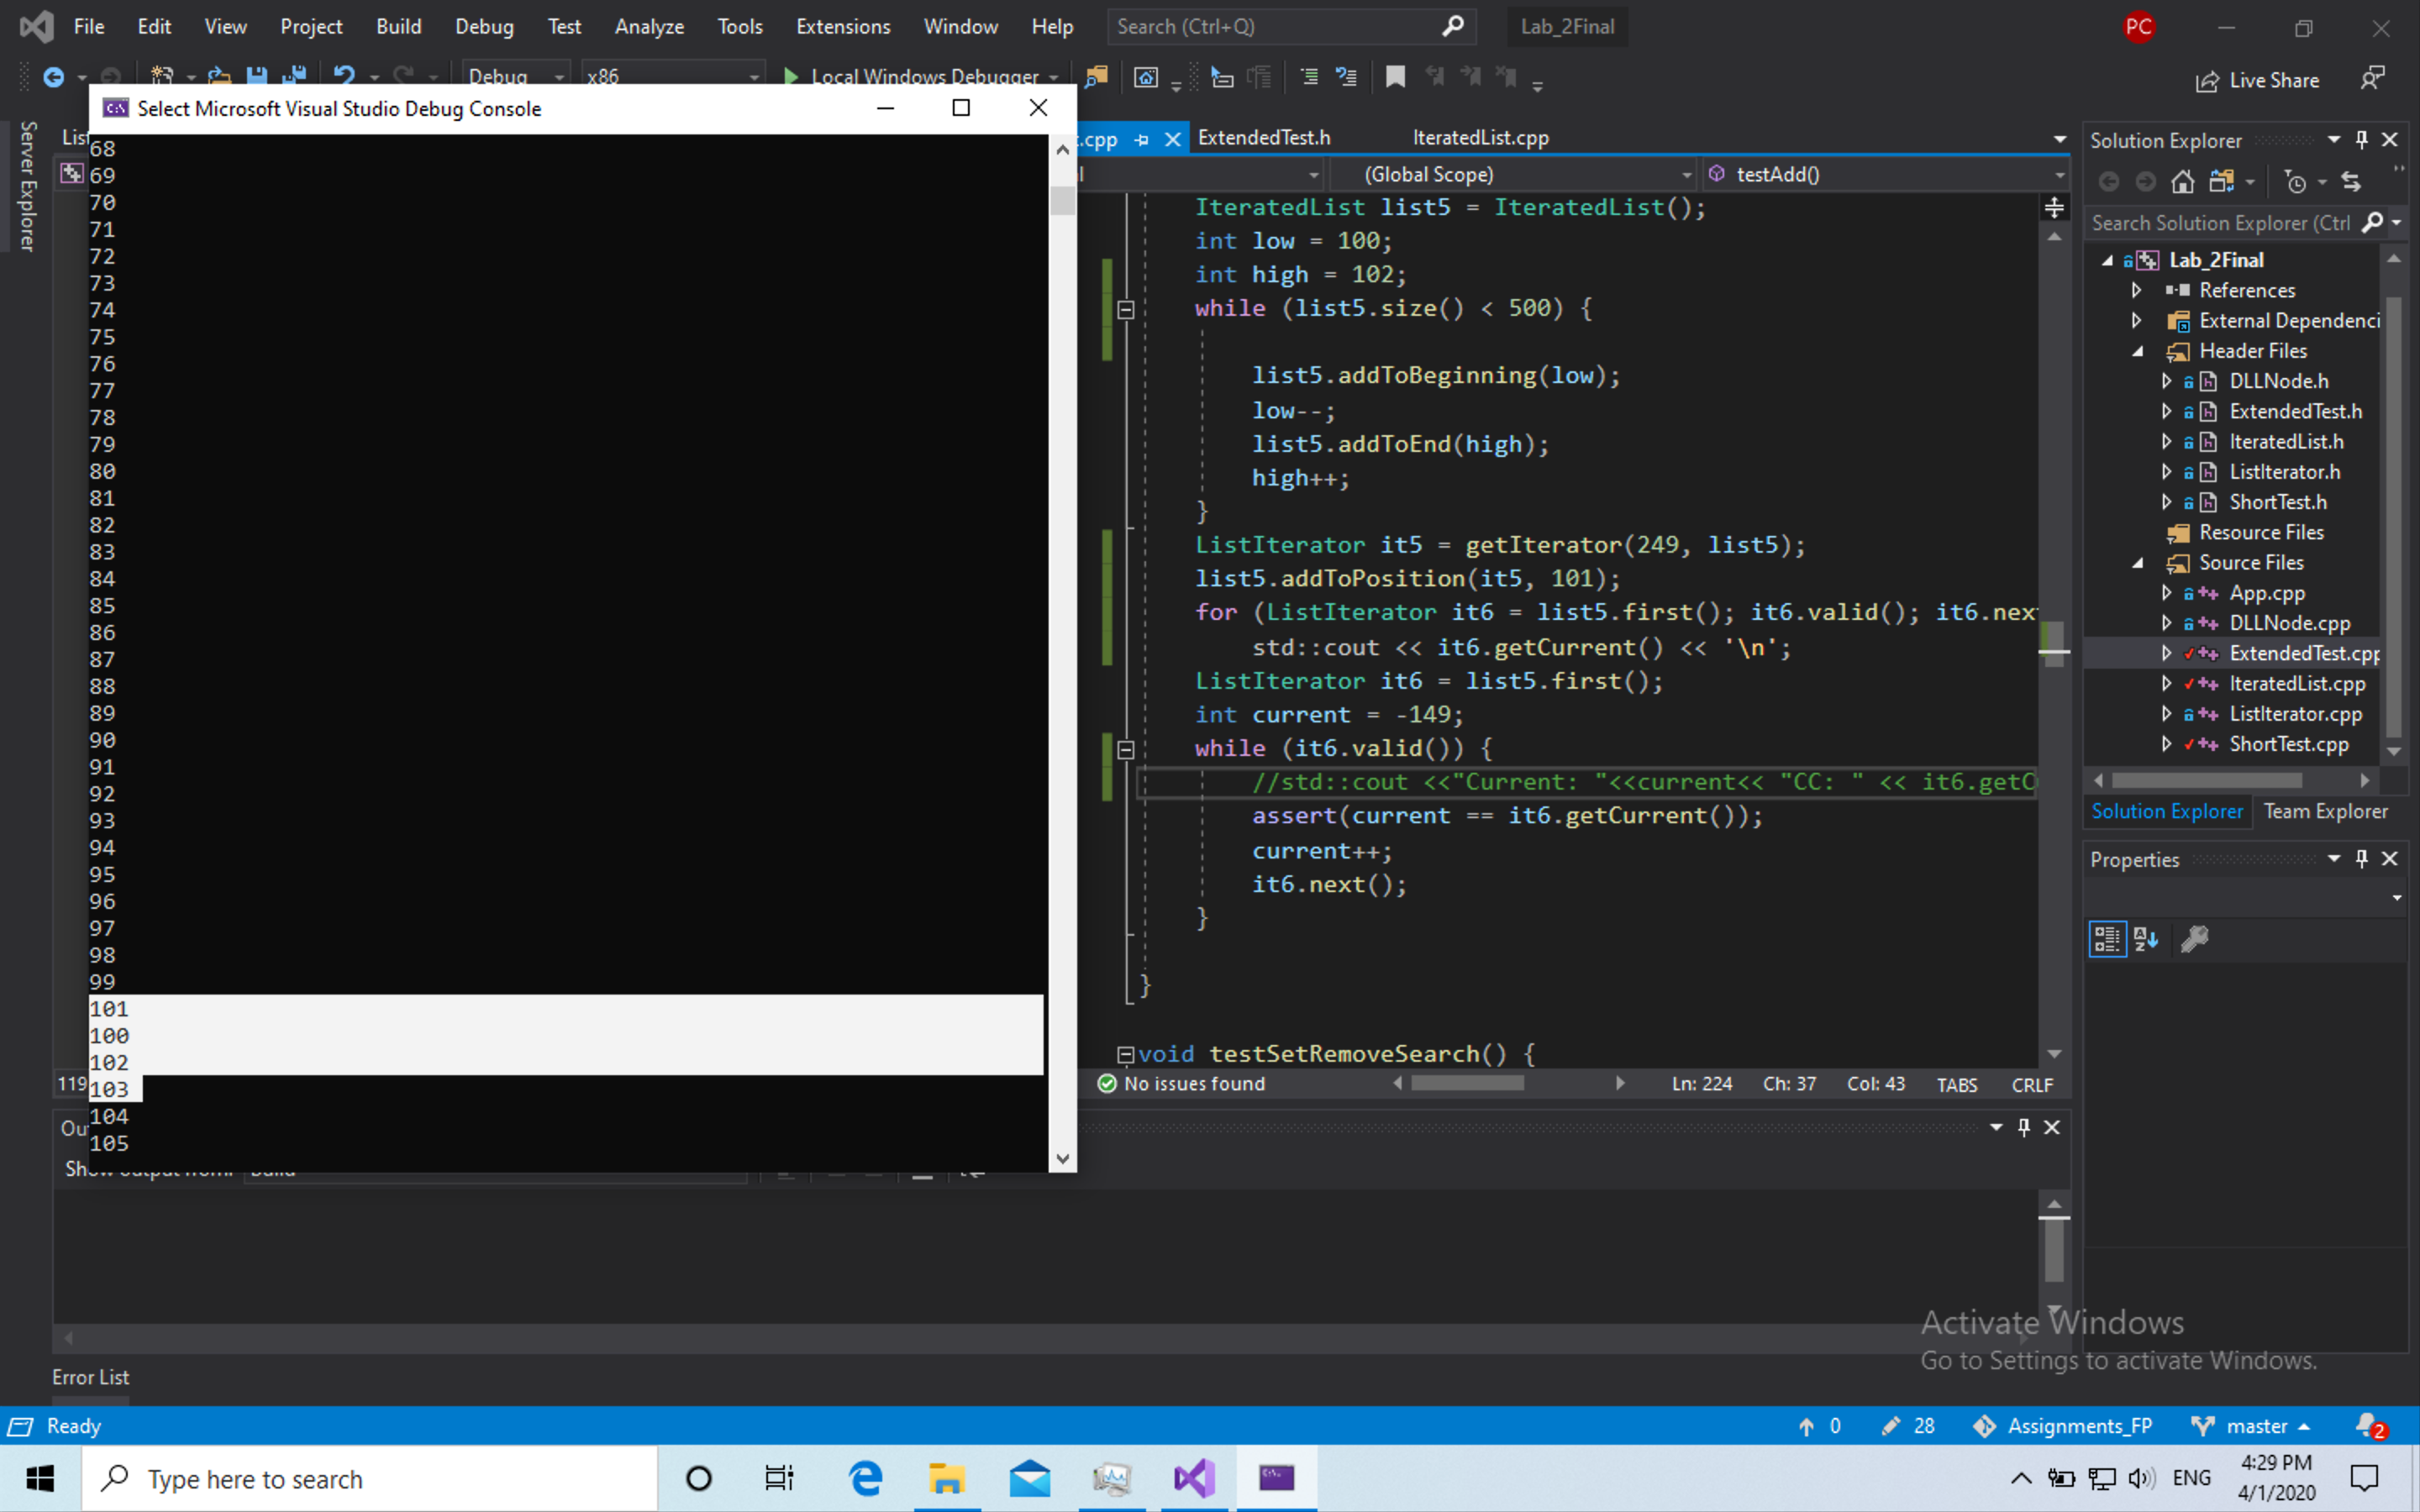 File Edit View Project Build Debug Test Analyze Tools Extensions Window Help Search (Ctrl+Q) Lab_2Final PC
Debug x86 Local Windows Debugger Live Share
Select Microsoft Visual Studio Debug Console
Server Explorer
68
69
70
71
72
73
74
75
76
77
78
79
80
81
82
83
84
85
86
87
88
89
90
91
92
93
94
95
96
97
98
99
101
100
102
103
104
105
.cpp ExtendedTest.h IteratedList.cpp
(Global Scope) testAdd()
IteratedList list5 = IteratedList();
int low = 100;
int high = 102;
while (list5.size() < 500) {
list5.addToBeginning(low);
low--;
list5.addToEnd(high);
high++;
}
ListIterator it5 = getIterator(249, list5);
list5.addToPosition(it5, 101);
for (ListIterator it6 = list5.first(); it6.valid(); it6.nex
std::cout << it6.getCurrent() << '\n';
ListIterator it6 = list5.first();
int current = -149;
while (it6.valid()) {
//std::cout <<"Current: "<<current<< "CC: " << it6.getC
assert(current == it6.getCurrent());
current++;
it6.next();
}
}
void testSetRemoveSearch() {
119
No issues found Ln: 224 Ch: 37 Col: 43 TABS CRLF
Solution Explorer
Search Solution Explorer (Ctrl
Lab_2Final
References
External Dependenci
Header Files
DLLNode.h
ExtendedTest.h
IteratedList.h
ListIterator.h
ShortTest.h
Resource Files
Source Files
App.cpp
DLLNode.cpp
ExtendedTest.cpp
IteratedList.cpp
ListIterator.cpp
ShortTest.cpp
Solution Explorer Team Explorer
Properties
Activate Windows
Go to Settings to activate Windows.
Error List
Ready 0 28 Assignments_FP master 2
Type here to search ENG 4:29 PM
4/1/2020